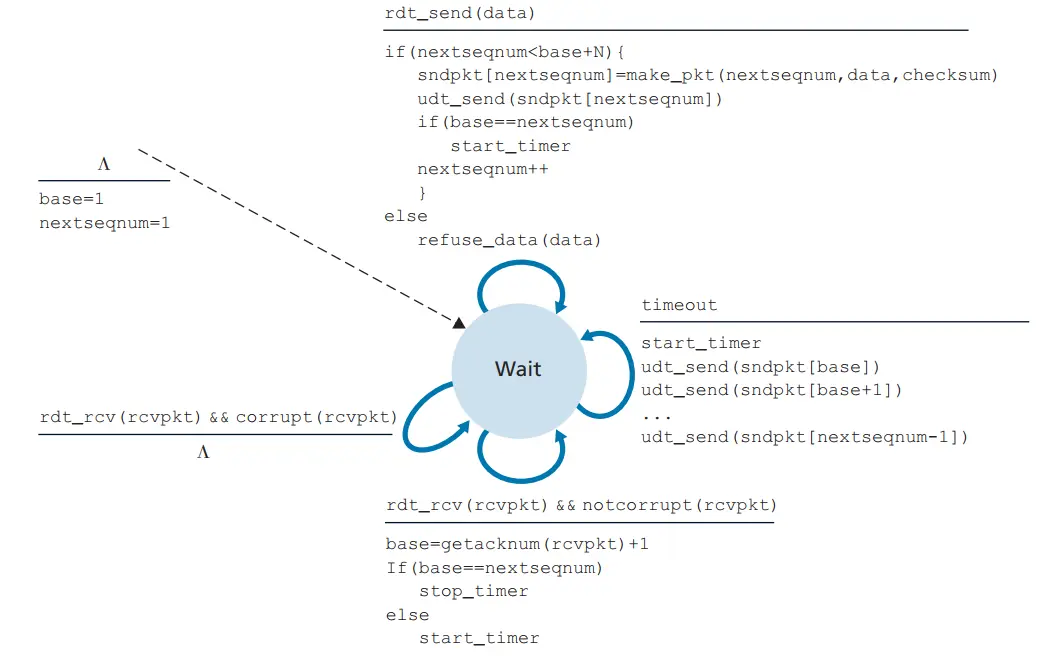 rdt_send(data)
if(nextseqnum<base+N){
sndpkt[nextseqnum]=make_pkt(nextseqnum,data,checksum)
udt_send(sndpkt[nextseqnum])
if(base==nextseqnum)
start_timer
nextseqnum++
}
else
refuse_data(data)
Λ
base=1
nextseqnum=1
Wait
timeout
start_timer
udt_send(sndpkt[base])
udt_send(sndpkt[base+1])
...
udt_send(sndpkt[nextseqnum-1])
rdt_rcv(rcvpkt) && corrupt(rcvpkt)
Λ
rdt_rcv(rcvpkt) && notcorrupt(rcvpkt)
base=getacknum(rcvpkt)+1
If(base==nextseqnum)
stop_timer
else
start_timer